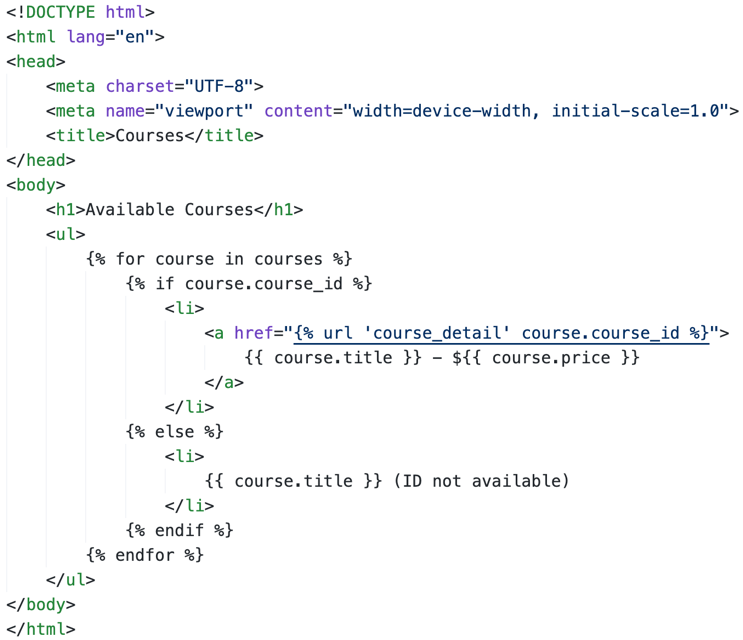 <!DOCTYPE html>
<html lang="en">
<head>
    <meta charset="UTF-8">
    <meta name="viewport" content="width=device-width, initial-scale=1.0">
    <title>Courses</title>
</head>
<body>
    <h1>Available Courses</h1>
    <ul>
        {% for course in courses %}
            {% if course.course_id %}
                <li>
                    <a href="{% url 'course_detail' course.course_id %}">
                        {{ course.title }} – ${{ course.price }}
                    </a>
                </li>
            {% else %}
                <li>
                    {{ course.title }} (ID not available)
                </li>
            {% endif %}
        {% endfor %}
    </ul>
</body>
</html>